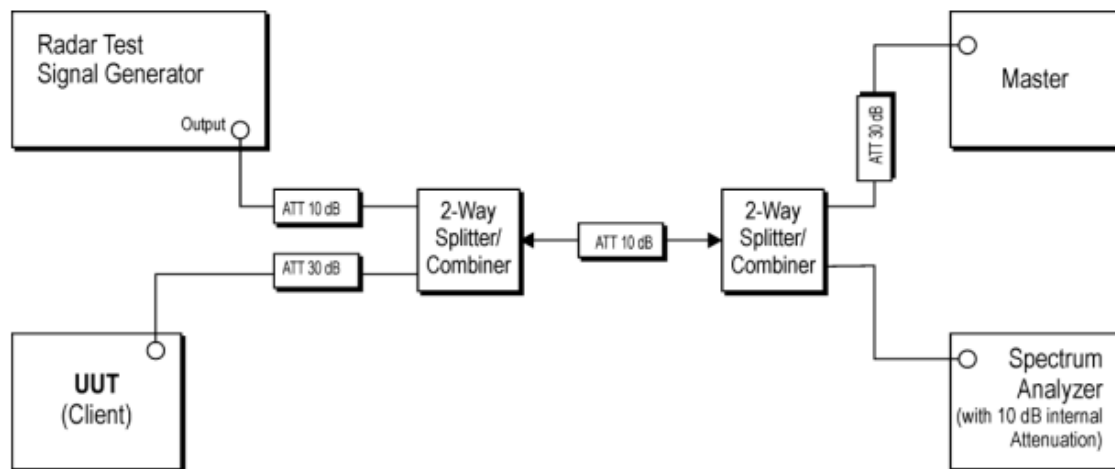 Radar Test
Signal Generator
Output
ATT 10 dB
ATT 30 dB
UUT
(Client)
2-Way
Splitter/
Combiner
ATT 10 dB
2-Way
Splitter/
Combiner
ATT 30 dB
Master
Spectrum
Analyzer
(with 10 dB internal
Attenuation)